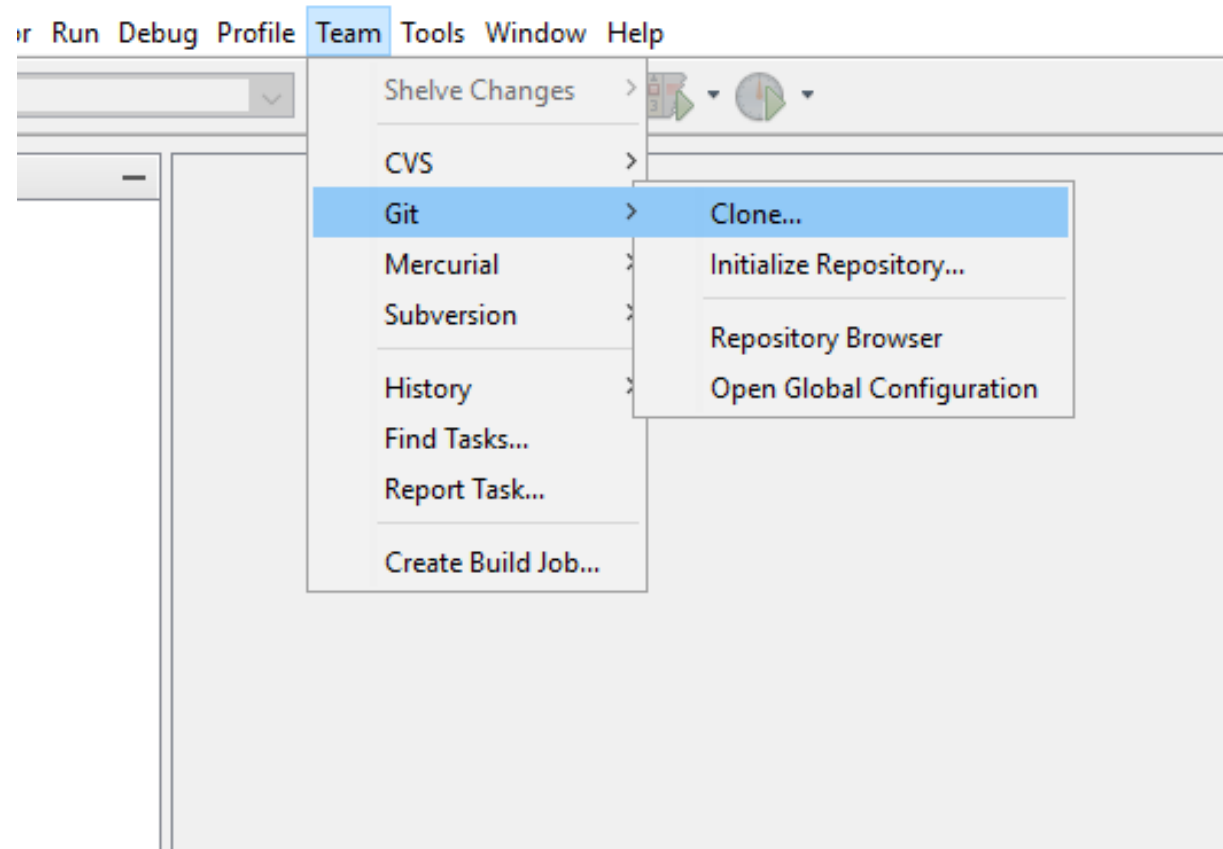 Run Debug Profile Team Tools Window Help
Shelve Changes
CVS
Git
Clone...
Mercurial
Initialize Repository...
Subversion
Repository Browser
History
Open Global Configuration
Find Tasks...
Report Task...
Create Build Job...